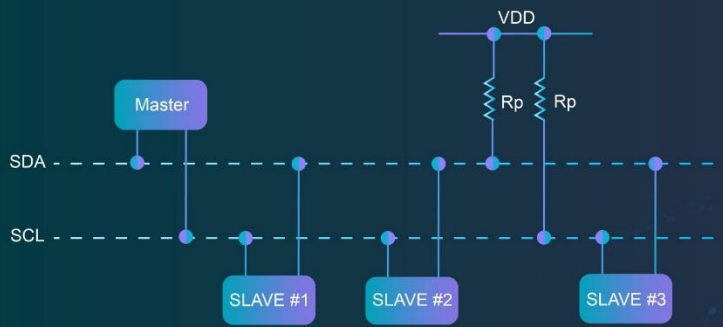 VDD
Master
Rp
Rp
SDA
SCL
SLAVE #1
SLAVE #2
SLAVE #3